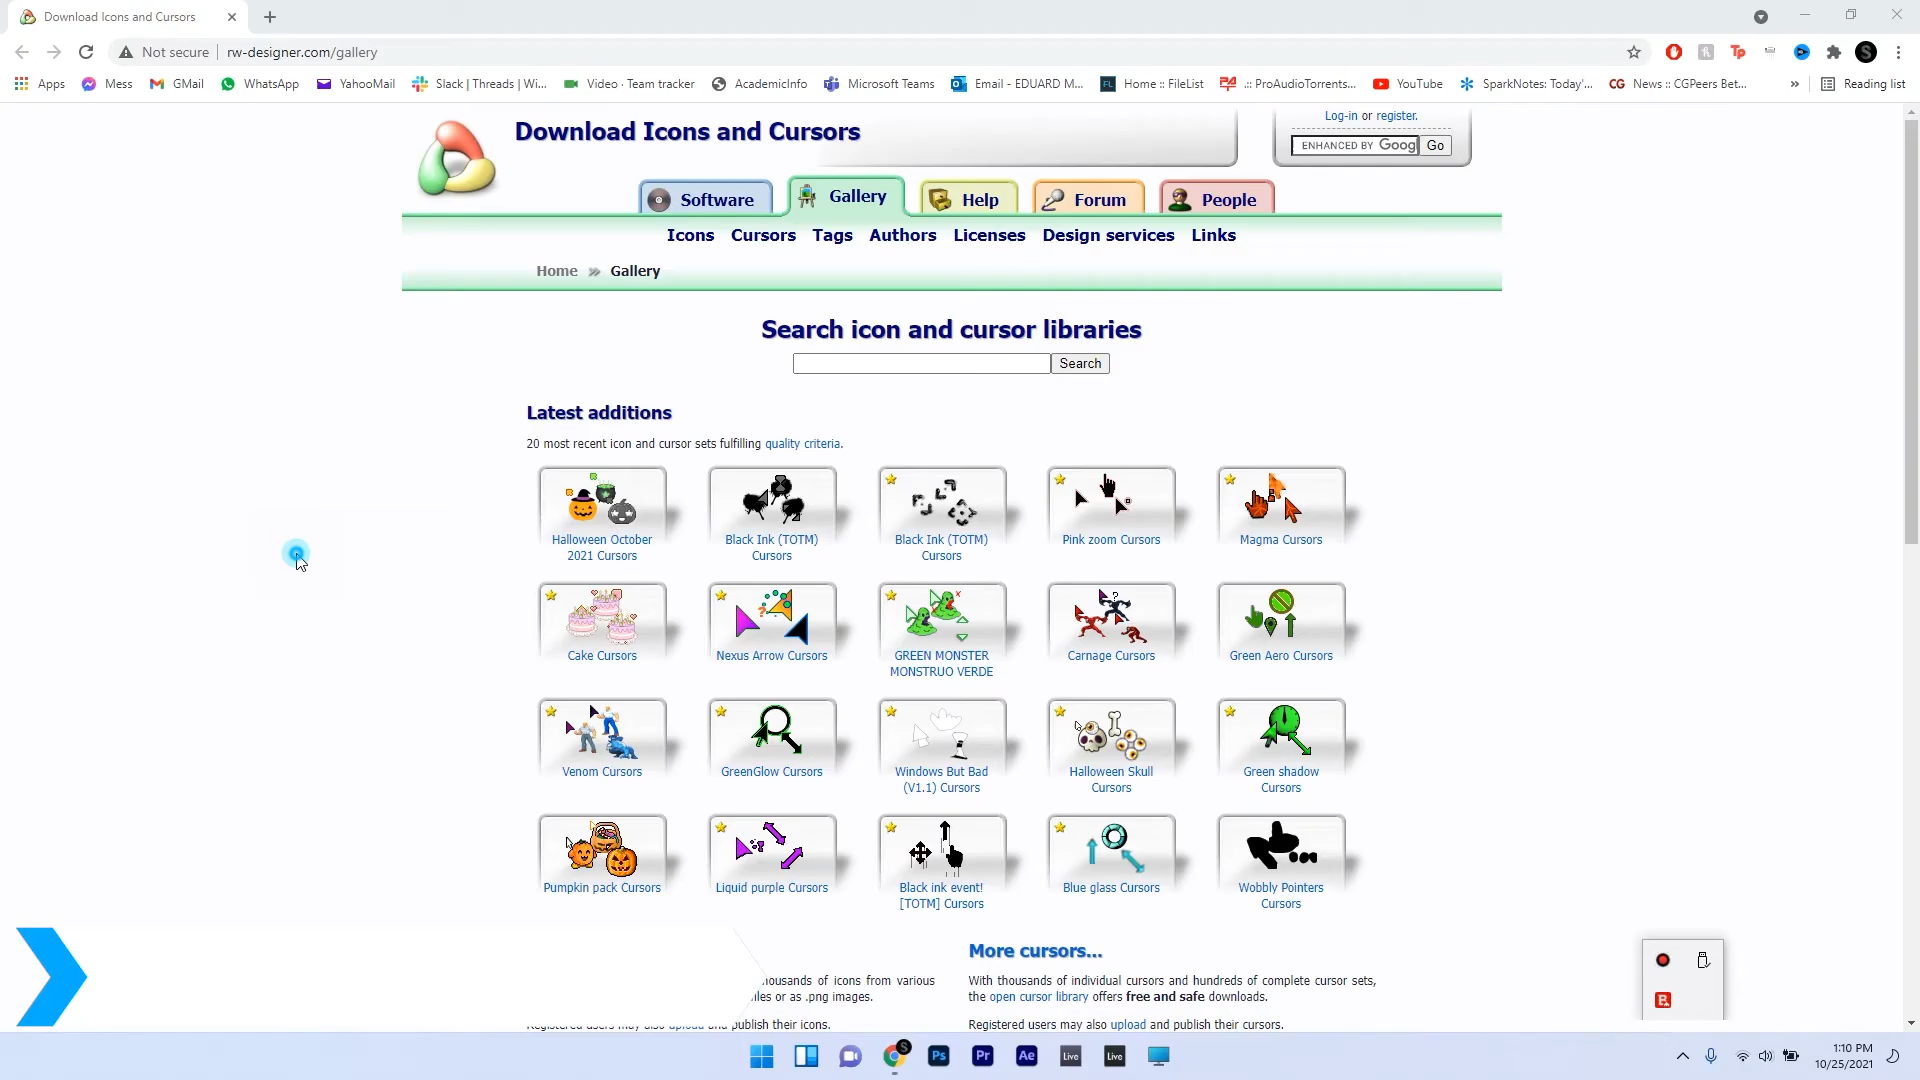 Download Icons and Cursors
Not secure
rw-designer.com/gallery
Apps
Mess
GMail
WhatsApp
YahooMail
Slack | Threads | Wi...
Video · Team tracker
AcademicInfo
Microsoft Teams
Email - EDUARD M...
Home :: FileList
.:: ProAudioTorrents...
YouTube
SparkNotes: Today'...
News :: CGPeers Bet...
»
Reading list
Download Icons and Cursors
Log-in or register.
ENHANCED BY Googl
Go
Software
Gallery
Help
Forum
People
Icons
Cursors
Tags
Authors
Licenses
Design services
Links
Home » Gallery
Search icon and cursor libraries
Search
Latest additions
20 most recent icon and cursor sets fulfilling quality criteria.
Halloween October
2021 Cursors
Black Ink (TOTM)
Cursors
Black Ink (TOTM)
Cursors
Pink zoom Cursors
Magma Cursors
Cake Cursors
Nexus Arrow Cursors
GREEN MONSTER
MONSTRUO VERDE
Carnage Cursors
Green Aero Cursors
Venom Cursors
GreenGlow Cursors
Windows But Bad
(V1.1) Cursors
Halloween Skull
Cursors
Green shadow
Cursors
Pumpkin pack Cursors
Liquid purple Cursors
Black ink event!
[TOTM] Cursors
Blue glass Cursors
Wobbly Pointers
Cursors
of icons from various
or as .png images.
upload and publish their icons.
More cursors...
With thousands of individual cursors and hundreds of complete cursor sets,
the open cursor library offers free and safe downloads.
Registered users may also upload and publish their cursors.
S
Ps
Pr
Ae
Live
Live
1:10 PM
10/25/2021